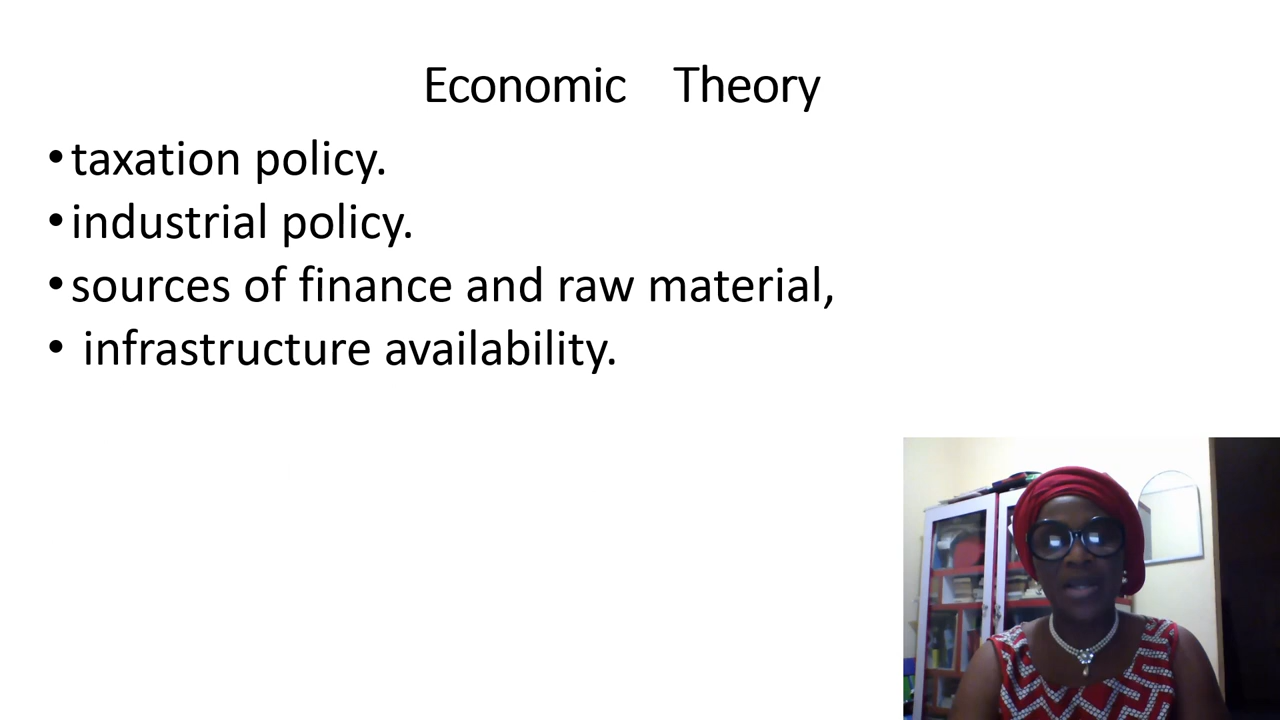 Economic Theory
• taxation policy.
• industrial policy.
• sources of finance and raw material,
• infrastructure availability.